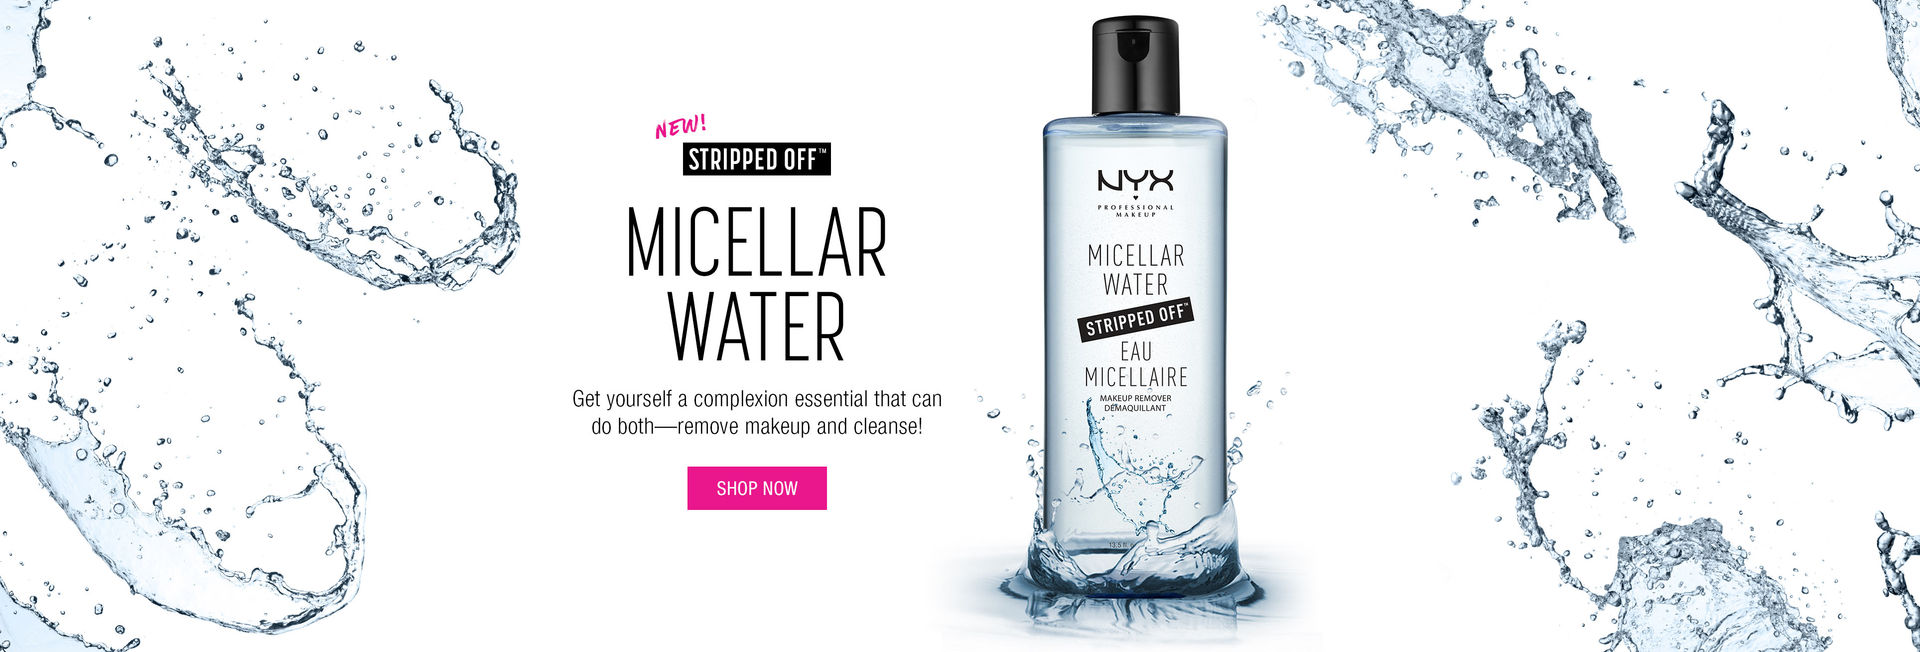 NEW!
STRIPPED OFF™
MICELLAR
WATER
Get yourself a complexion essential that can
do both—remove makeup and cleanse!
SHOP NOW
NYX
PROFESSIONAL
MAKEUP
MICELLAR
WATER
STRIPPED OFF™
EAU
MICELLAIRE
MAKEUP REMOVER
DÉMAQUILLANT